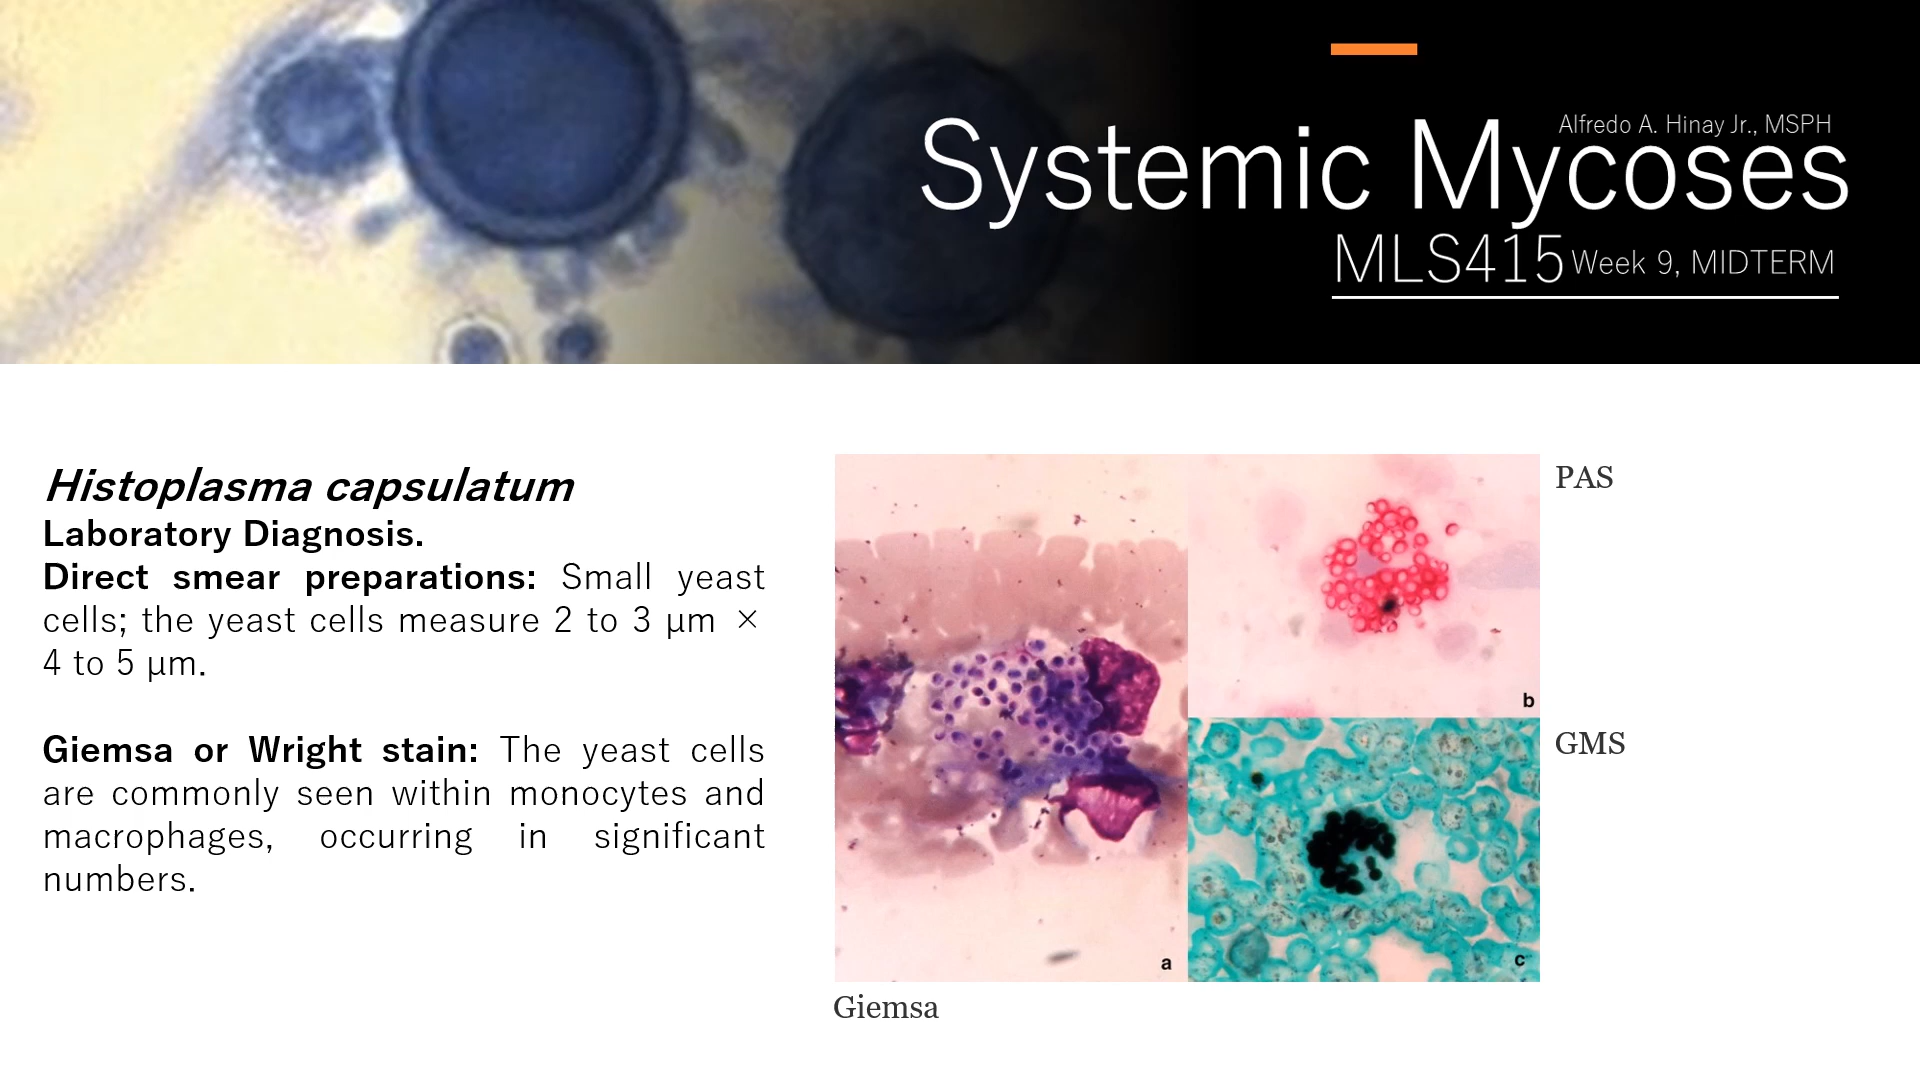 Alfredo A. Hinay Jr., MSPH
Systemic Mycoses
MLS415 Week 9, MIDTERM
Histoplasma capsulatum
Laboratory Diagnosis.
Direct smear preparations: Small yeast
cells; the yeast cells measure 2 to 3 μm ×
4 to 5 μm.
Giemsa or Wright stain: The yeast cells
are commonly seen within monocytes and
macrophages, occurring in significant
numbers.
PAS
b
GMS
a
c
Giemsa